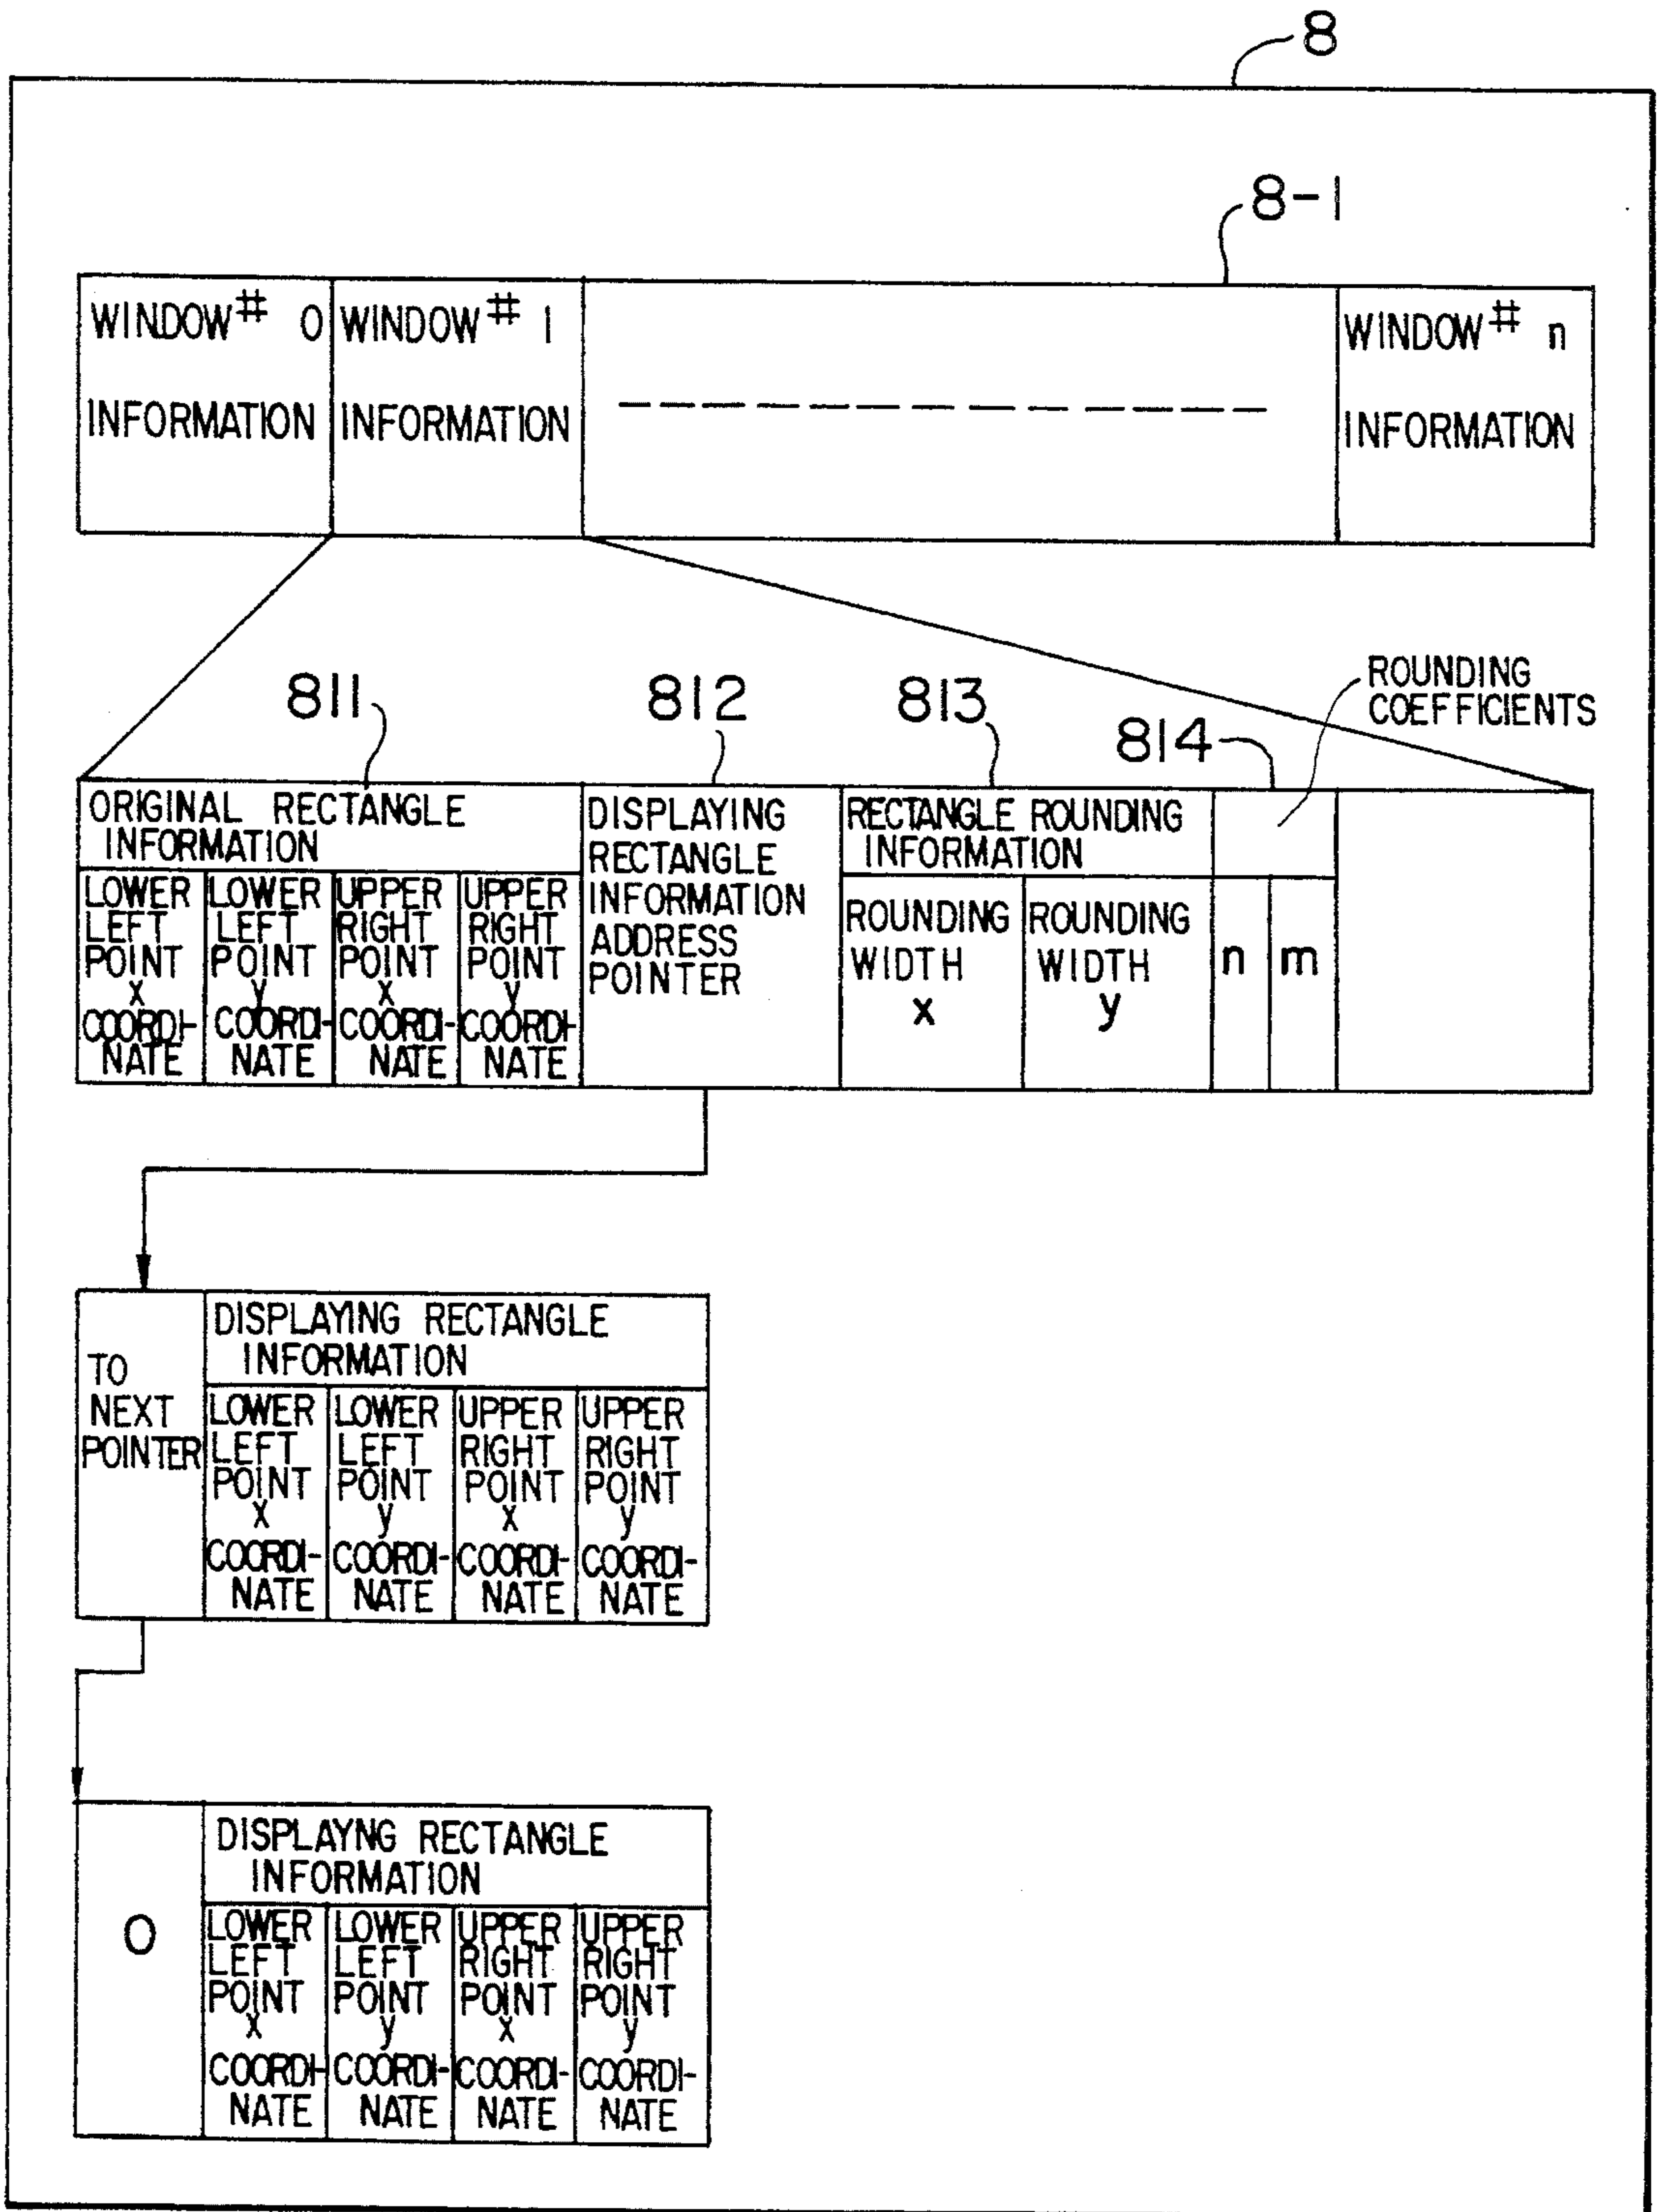 8
8-1
WINDOW# 0
INFORMATION
WINDOW# 1
INFORMATION
WINDOW# n
INFORMATION
811
812
813
814
ROUNDING
COEFFICIENTS
ORIGINAL RECTANGLE
INFORMATION
LOWER
LEFT
POINT
x
COORDI-
NATE
LOWER
LEFT
POINT
y
COORDI-
NATE
UPPER
RIGHT
POINT
x
COORDI-
NATE
UPPER
RIGHT
POINT
y
COORDI-
NATE
DISPLAYING
RECTANGLE
INFORMATION
ADDRESS
POINTER
RECTANGLE ROUNDING
INFORMATION
ROUNDING
WIDTH
x
ROUNDING
WIDTH
y
n
m
TO
NEXT
POINTER
DISPLAYING RECTANGLE
INFORMATION
LOWER
LEFT
POINT
x
COORDI-
NATE
LOWER
LEFT
POINT
y
COORDI-
NATE
UPPER
RIGHT
POINT
x
COORDI-
NATE
UPPER
RIGHT
POINT
y
COORDI-
NATE
0
DISPLAYNG RECTANGLE
INFORMATION
LOWER
LEFT
POINT
x
COORDI-
NATE
LOWER
LEFT
POINT
y
COORDI-
NATE
UPPER
RIGHT
POINT
x
COORDI-
NATE
UPPER
RIGHT
POINT
y
COORDI-
NATE